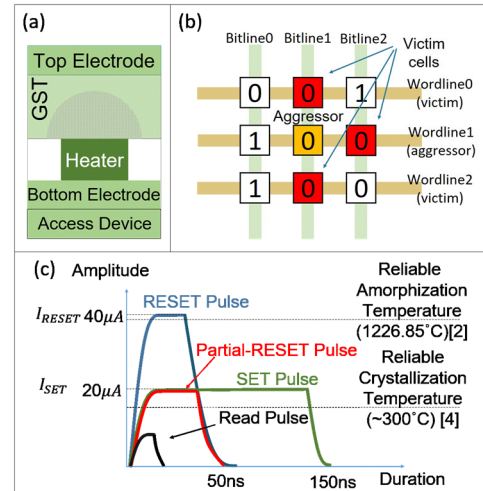 (a)
Top Electrode
GST
Heater
Bottom Electrode
Access Device
(b)
Bitline0 Bitline1 Bitline2
Victim
cells
0 0 1
Wordline0
(victim)
Aggressor
1 0 0
Wordline1
(aggressor)
1 0 0
Wordline2
(victim)
(c)
Amplitude
I_RESET 40μA
RESET Pulse
Reliable
Amorphization
Temperature
(1226.85˚C)[2]
Partial-RESET Pulse
I_SET 20μA
SET Pulse
Reliable
Crystallization
Temperature
(~300˚C) [4]
Read Pulse
50ns 150ns Duration